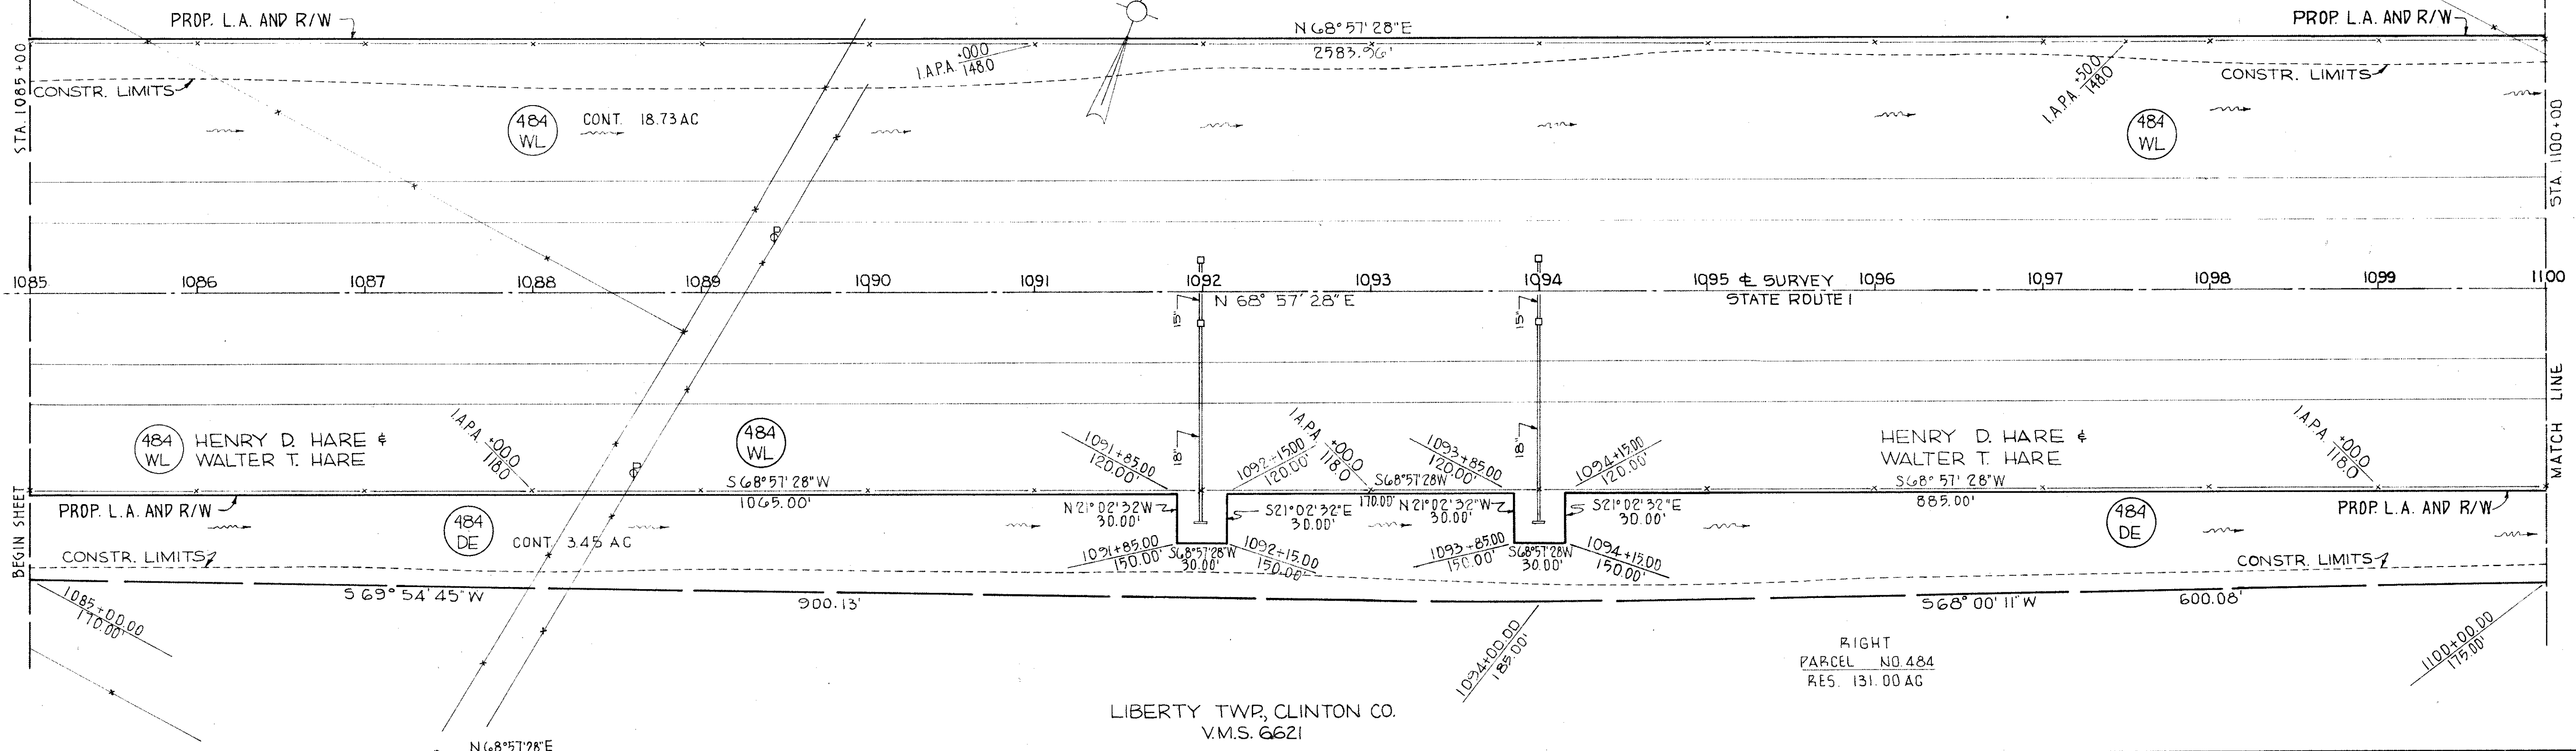 PROP. L.A. AND R/W
N 68° 57' 28" E
2583.96'
PROP. L.A. AND R/W
STA. 1085 + 00
I.A.P.A. +00.0
148.0
I.A.P.A. +50.0
148.0
CONSTR. LIMITS
CONSTR. LIMITS
STA. 1100 + 00
484
WL
CONT. 18.73 AC
484
WL
P
1085 1086 1087 1088 1089 1090 1091 1092 1093 1094 1095 ℄ SURVEY 1096 1097 1098 1099 1100
STATE ROUTE 1
N 68° 57' 28" E
15"
15"
18"
18"
MATCH LINE
484
WL
HENRY D. HARE &
WALTER T. HARE
I.A.P.A. +00.0
118.0
484
WL
1091+85.00
120.00'
1092+15.00
120.00'
I.A.P.A. +00.0
118.0
1093+85.00
120.00'
1094+15.00
120.00'
HENRY D. HARE &
WALTER T. HARE
I.A.P.A. +00.0
118.0
S 68° 57' 28" W
1065.00'
S 68° 57' 28" W
170.00'
S 68° 57' 28" W
885.00'
BEGIN SHEET
PROP. L.A. AND R/W
N 21° 02' 32" W
30.00'
S 21° 02' 32" E
30.00'
N 21° 02' 32" W
30.00'
S 21° 02' 32" E
30.00'
PROP. L.A. AND R/W
484
DE
CONT. 3.45 AC
484
DE
P
CONSTR. LIMITS
1091+85.00
150.00'
S 68° 57' 28" W
30.00'
1092+15.00
150.00'
1093+85.00
150.00'
S 68° 57' 28" W
30.00'
1094+15.00
150.00'
CONSTR. LIMITS
S 69° 54' 45" W
900.13'
S 68° 00' 11" W
600.08'
1085+00.00
170.00'
1094+00.00
185.00'
1100+00.00
175.00'
RIGHT
PARCEL NO. 484
RES. 131.00 AC
LIBERTY TWP., CLINTON CO.
V.M.S. 6621
N 68° 57' 28" E